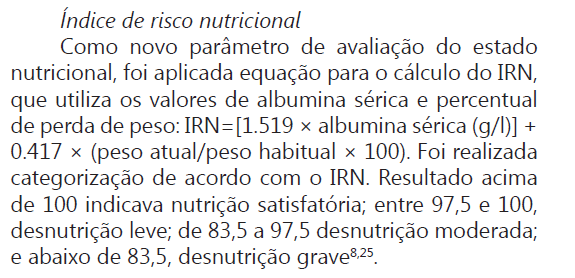 Índice de risco nutricional
Como novo parâmetro de avaliação do estado
nutricional, foi aplicada equação para o cálculo do IRN,
que utiliza os valores de albumina sérica e percentual
de perda de peso: IRN=[1.519 × albumina sérica (g/l)] +
0.417 × (peso atual/peso habitual × 100). Foi realizada
categorização de acordo com o IRN. Resultado acima
de 100 indicava nutrição satisfatória; entre 97,5 e 100,
desnutrição leve; de 83,5 a 97,5 desnutrição moderada;
e abaixo de 83,5, desnutrição grave⁸,²⁵.